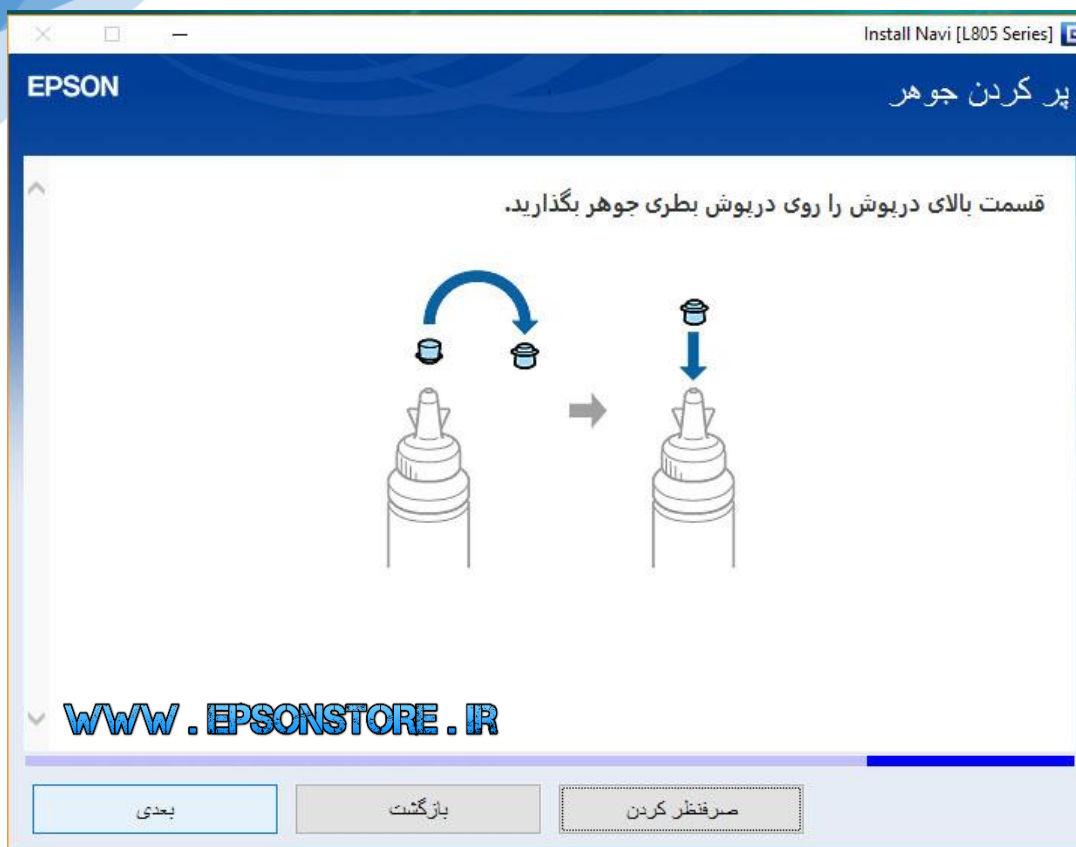 Install Navi [L805 Series]
EPSON
پر کردن جوهر
قسمت بالای درپوش را روی درپوش بطری جوهر بگذارید.
WWW . EPSONSTORE . IR
صرفنظر کردن
بازگشت
بعدی